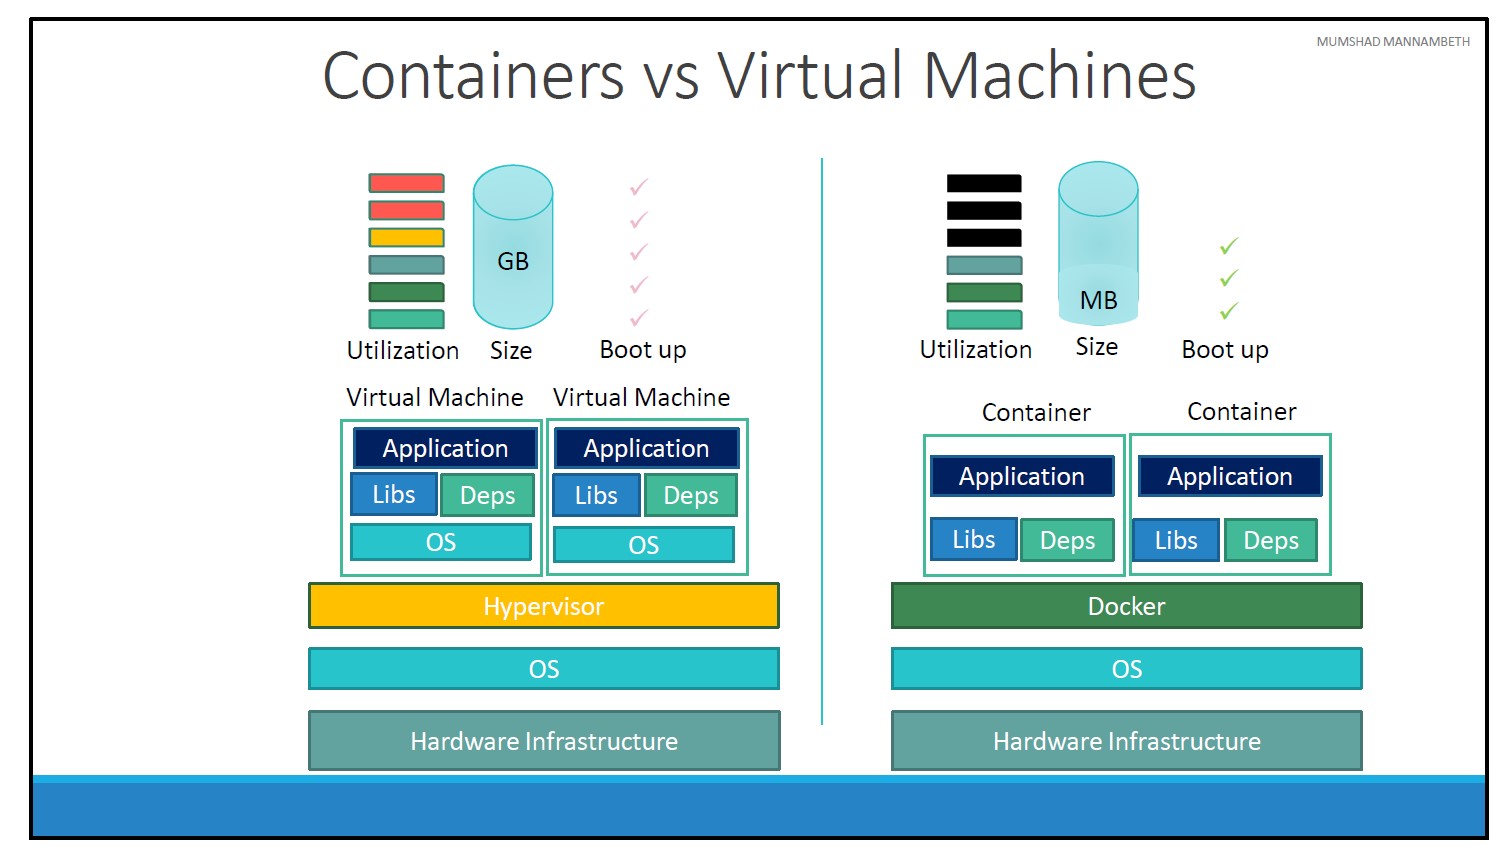 MUMSHAD MANNAMBETH
Containers vs Virtual Machines
GB
Utilization Size Boot up
Virtual Machine Virtual Machine
Application Application
Libs Deps Libs Deps
OS OS
Hypervisor
OS
Hardware Infrastructure
MB
Utilization Size Boot up
Container Container
Application Application
Libs Deps Libs Deps
Docker
OS
Hardware Infrastructure